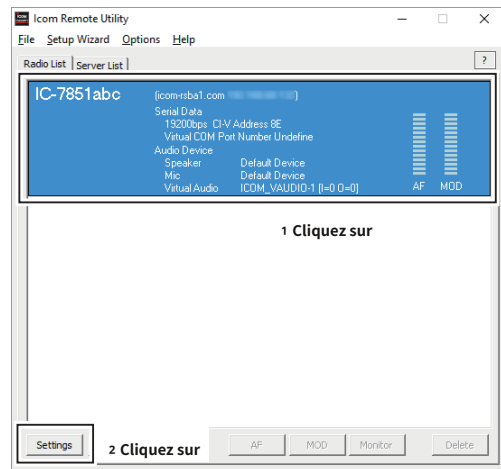 Icom Remote Utility
File Setup Wizard Options Help
Radio List Server List ?
IC-7851abc (icom-rsba1.com )
Serial Data
19200bps CI-V Address 8E
Virtual COM Port Number Undefine
Audio Device
Speaker Default Device
Mic Default Device
Virtual Audio ICOM_VAUDIO-1 [I=0 O=0] AF MOD
1 Cliquez sur
Settings 2 Cliquez sur AF MOD Monitor Delete